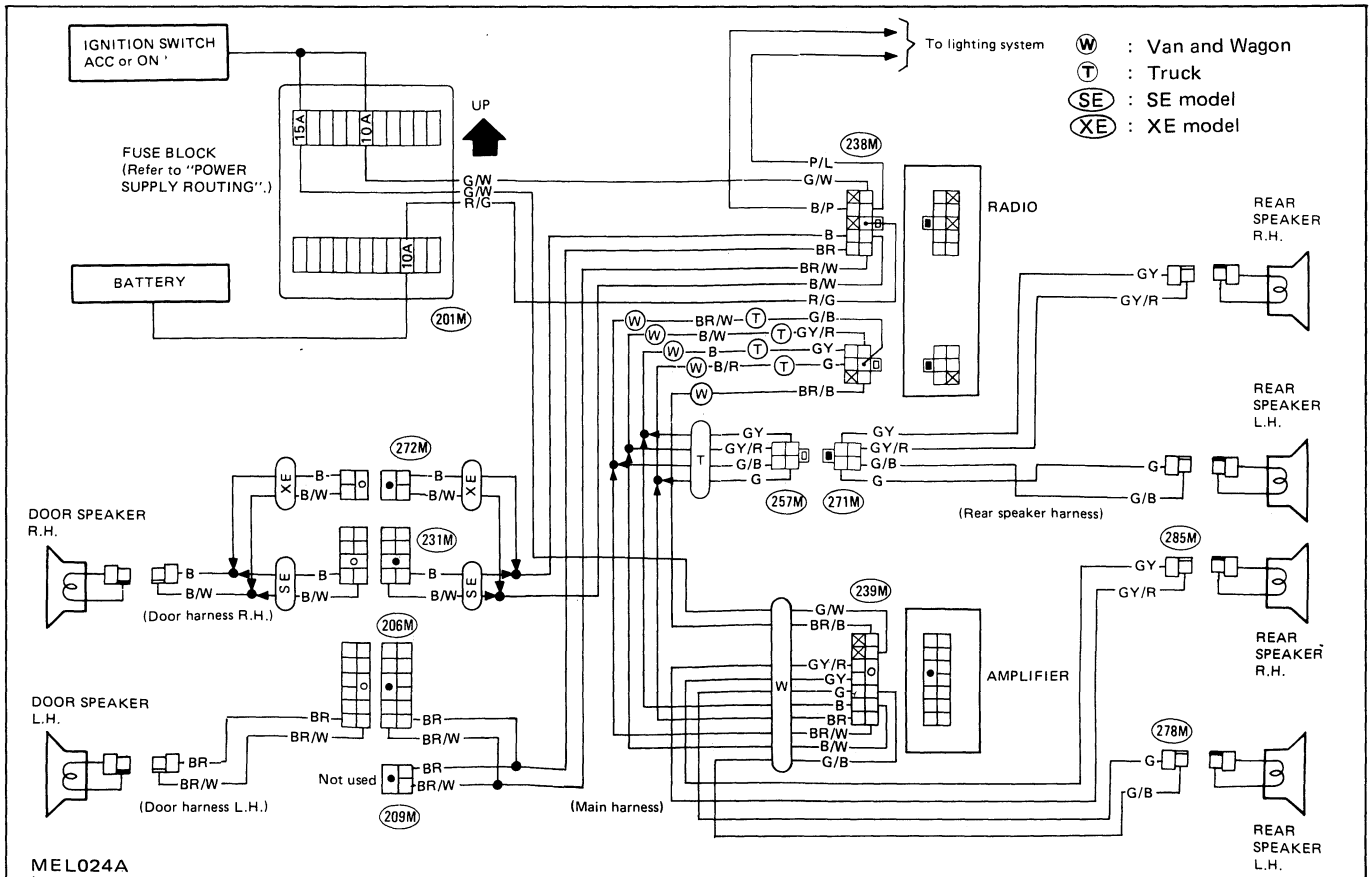 IGNITION SWITCH
ACC or ON
To lighting system
W : Van and Wagon
T : Truck
SE : SE model
XE : XE model
UP
15A
10A
FUSE BLOCK
(Refer to "POWER
SUPPLY ROUTING".)
G/W
G/W
R/G
10A
BATTERY
201M
238M
P/L
G/W
B/P
B
BR
BR/W
B/W
R/G
RADIO
REAR
SPEAKER
R.H.
GY
GY/R
W BR/W T G/B
W B/W T GY/R
W B T GY
W B/R T G
W BR/B
REAR
SPEAKER
L.H.
T
GY
GY/R
G/B
G
257M
271M
GY
GY/R
G/B
G
G
G/B
(Rear speaker harness)
272M
XE B B XE
B/W B/W
DOOR SPEAKER
R.H.
231M
B SE B B SE
B/W B/W B/W
(Door harness R.H.)
285M
GY
GY/R
REAR
SPEAKER
R.H.
239M
W
G/W
BR/B
GY/R
GY
G
B
BR
BR/W
B/W
G/B
AMPLIFIER
206M
DOOR SPEAKER
L.H.
BR BR
BR/W BR/W
BR
BR/W
(Door harness L.H.)
Not used
BR
BR/W
209M
(Main harness)
278M
G
G/B
REAR
SPEAKER
L.H.
MEL024A